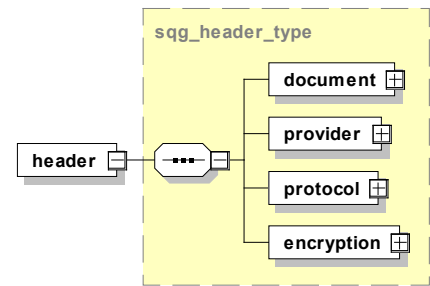 sqg_header_type
document
provider
header
protocol
encryption